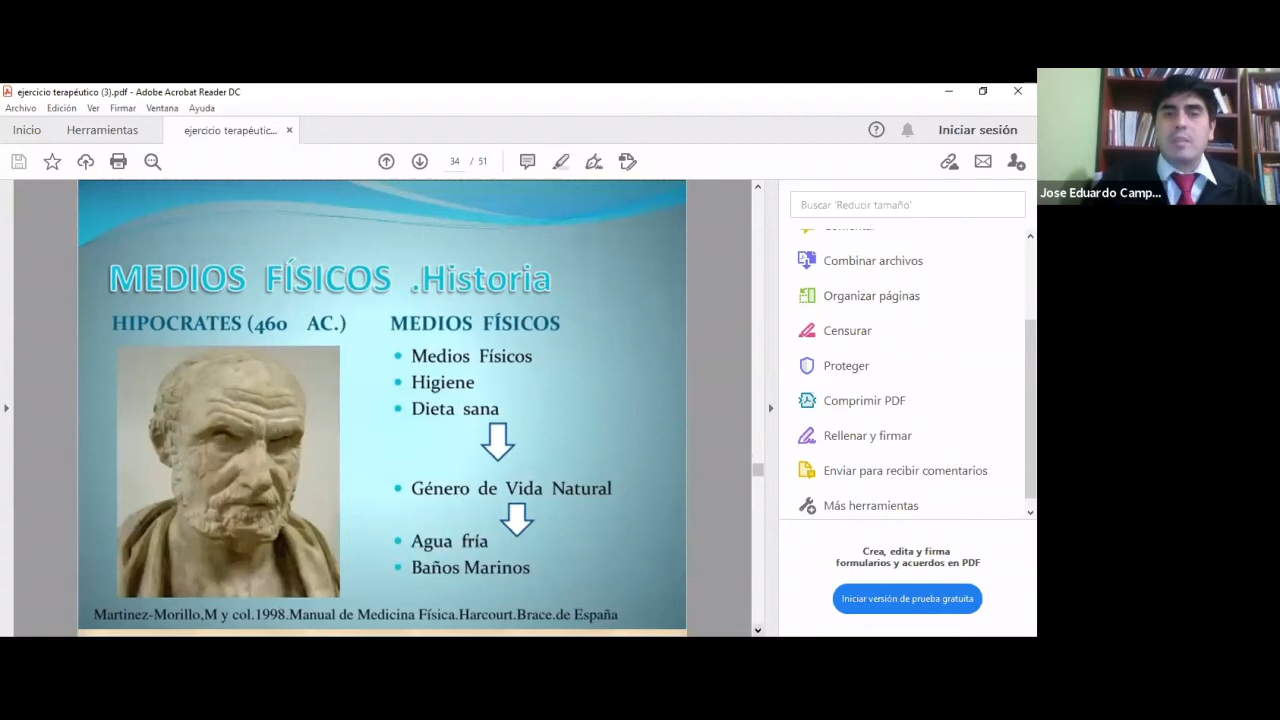 ejercicio terapéutico (3).pdf - Adobe Acrobat Reader DC
Archivo Edición Ver Firmar Ventana Ayuda
Inicio Herramientas ejercicio terapéutic... × Iniciar sesión
34 / 51
Jose Eduardo Camp...
Buscar 'Reducir tamaño'
Comentar
Combinar archivos
Organizar páginas
Censurar
Proteger
Comprimir PDF
Rellenar y firmar
Enviar para recibir comentarios
Más herramientas
Crea, edita y firma
formularios y acuerdos en PDF
Iniciar versión de prueba gratuita
MEDIOS FÍSICOS .Historia
HIPOCRATES (460 AC.) MEDIOS FÍSICOS
• Medios Físicos
• Higiene
• Dieta sana
• Género de Vida Natural
• Agua fría
• Baños Marinos
Martinez-Morillo,M y col.1998.Manual de Medicina Física.Harcourt.Brace.de España